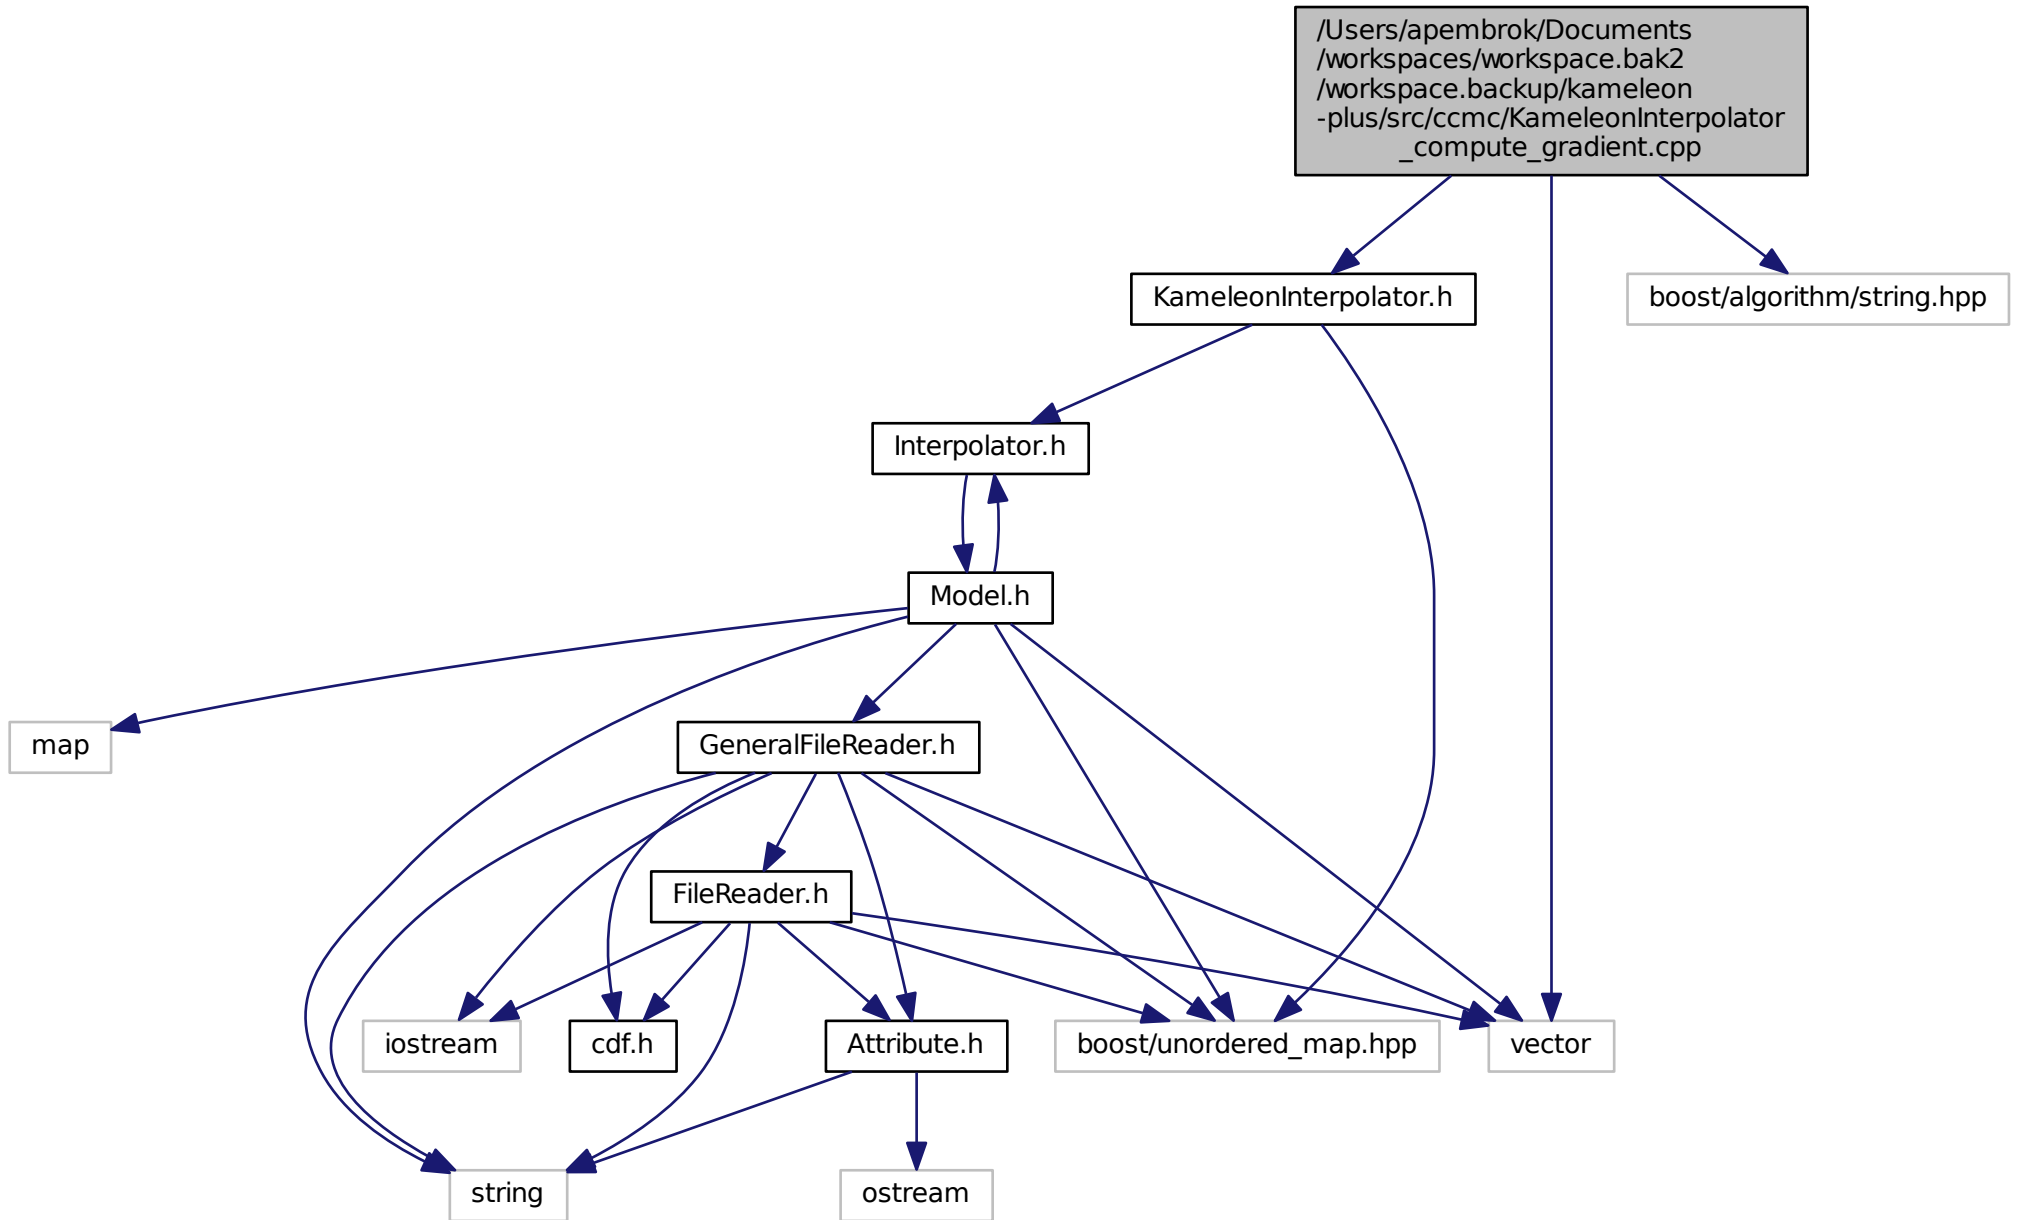 /Users/apembrok/Documents
/workspaces/workspace.bak2
/workspace.backup/kameleon
-plus/src/ccmc/KameleonInterpolator
_compute_gradient.cpp
KameleonInterpolator.h
boost/algorithm/string.hpp
Interpolator.h
Model.h
map
GeneralFileReader.h
FileReader.h
iostream
cdf.h
Attribute.h
boost/unordered_map.hpp
vector
string
ostream